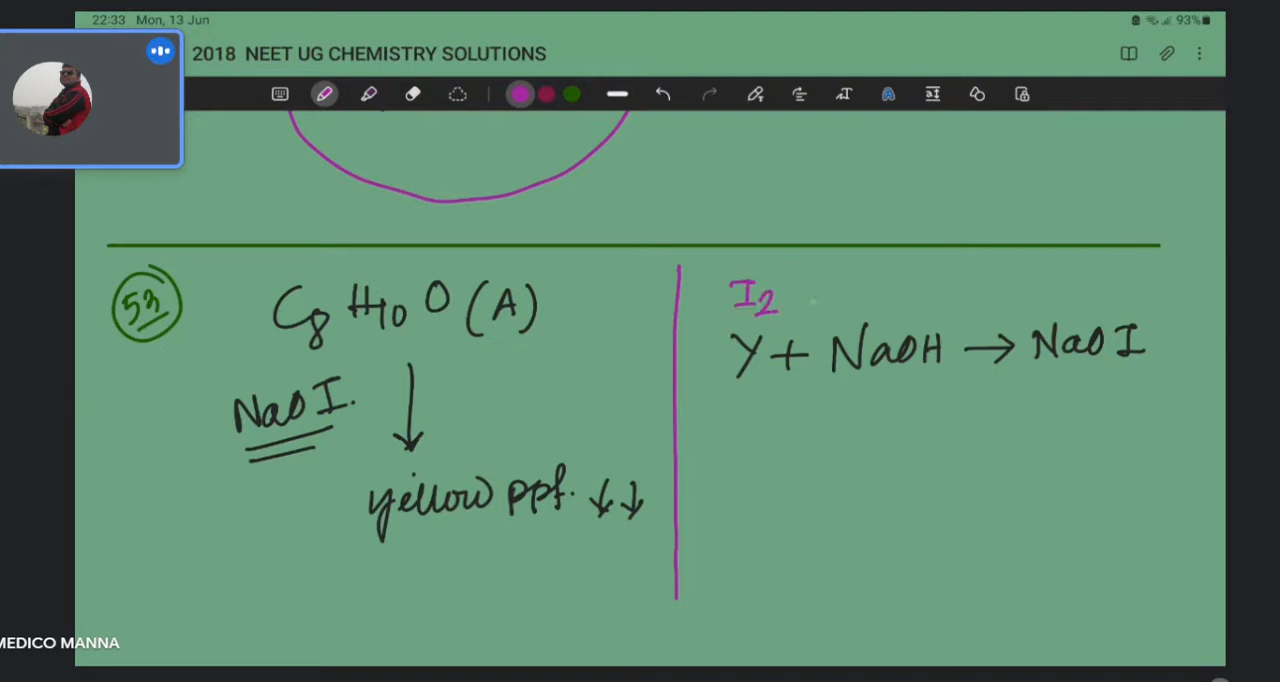 22:33 Mon, 13 Jun
93%
2018 NEET UG CHEMISTRY SOLUTIONS
53
C8 H10 O (A)
NaOI.
yellow ppt. ↓↓
I2
Y + NaOH → NaOI
MEDICO MANNA